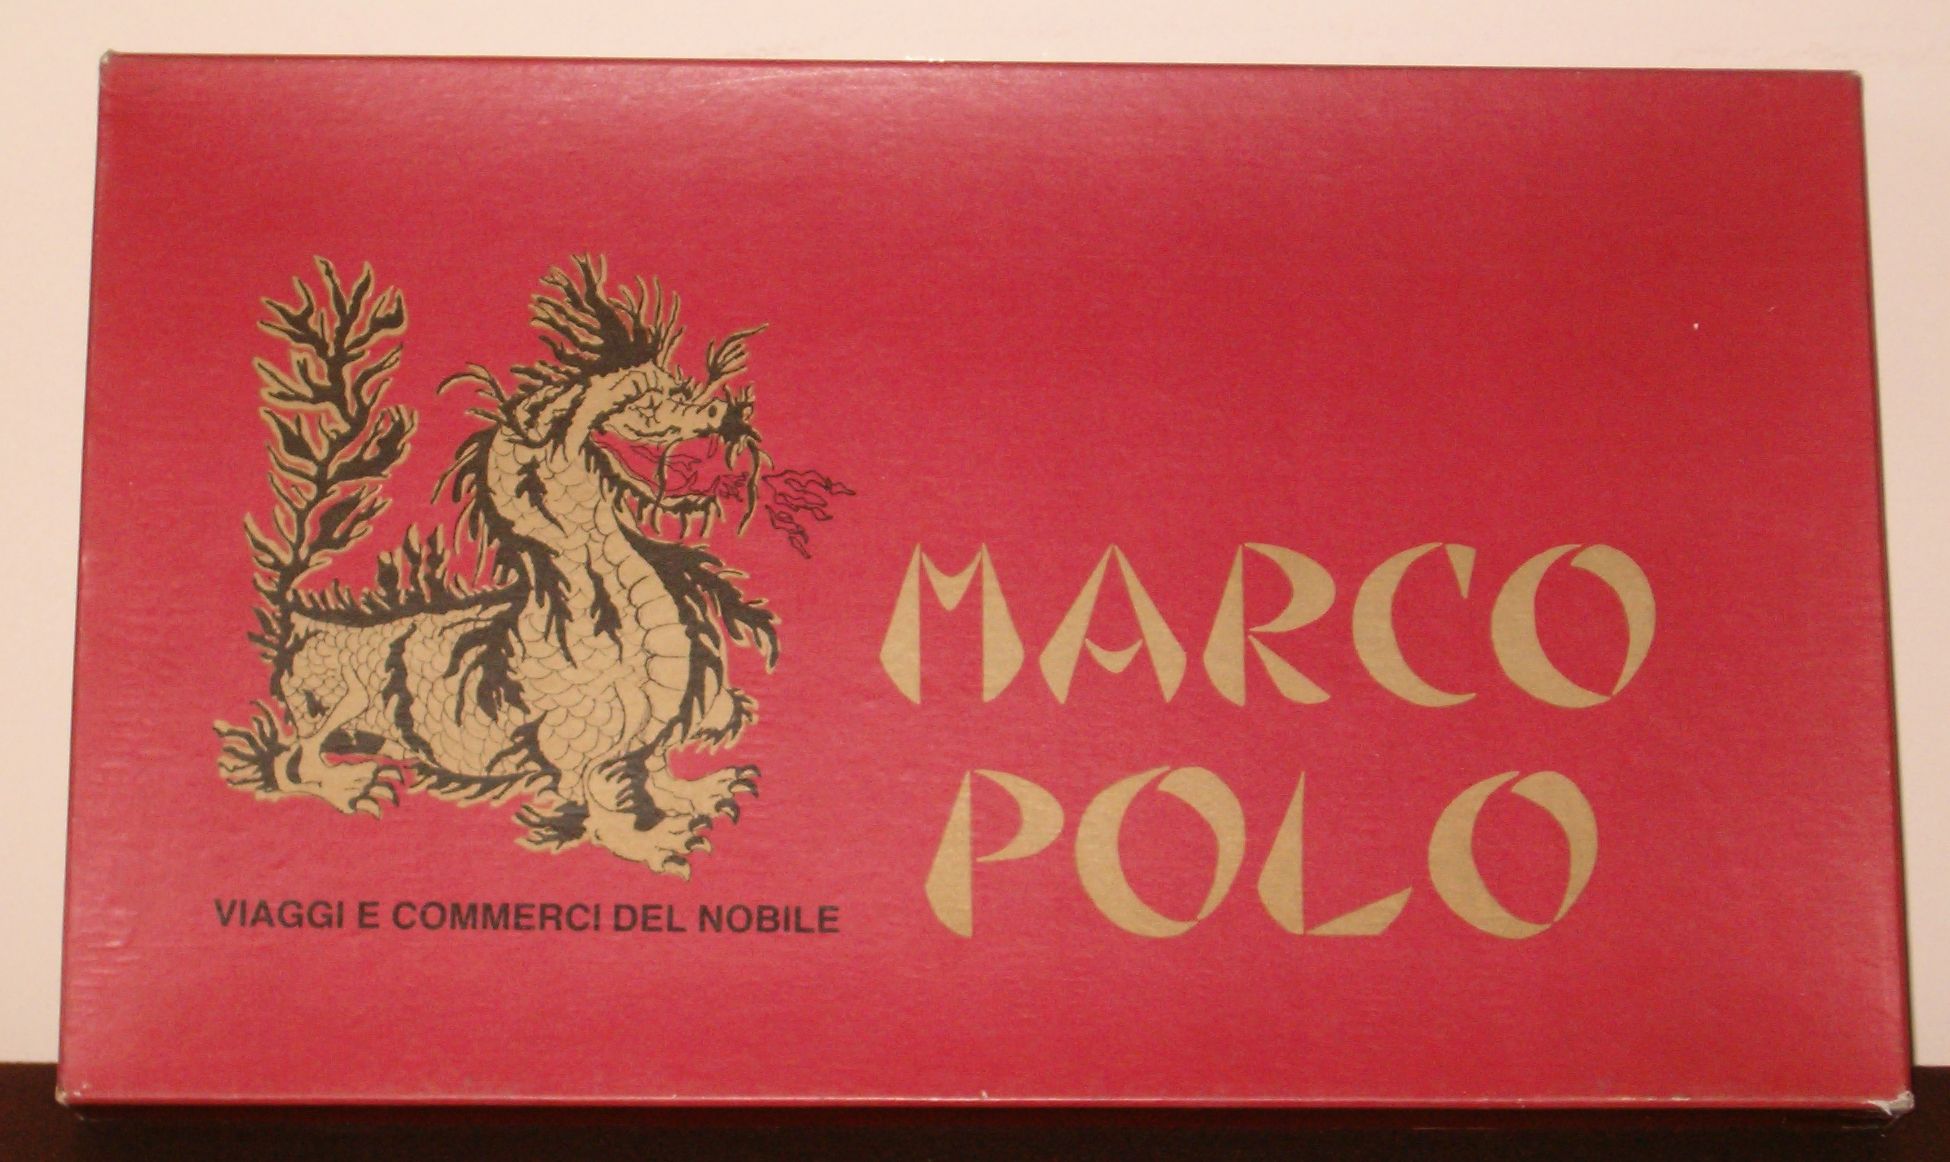 VIAGGI E COMMERCI DEL NOBILE
MARCO
POLO